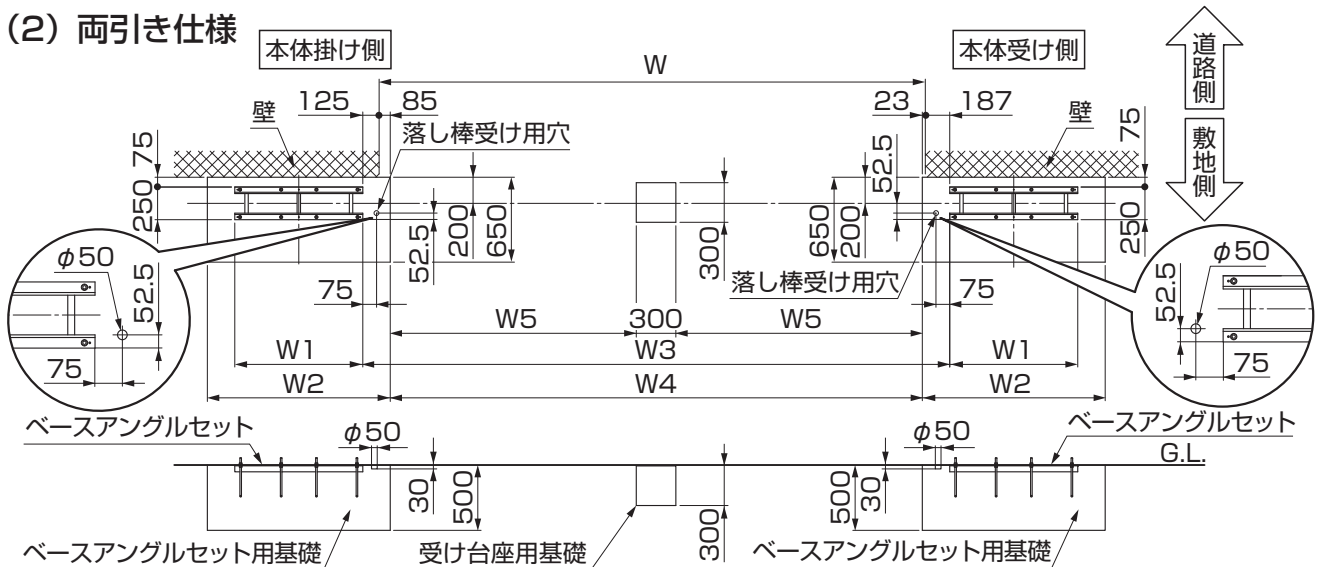 (2) 両引き仕様
本体掛け側
本体受け側
道路側
敷地側
W
125
85
23
187
壁
落し棒受け用穴
壁
75
250
200
650
52.5
75
300
52.5
650
200
落し棒受け用穴
75
75
250
φ50
52.5
75
φ50
52.5
75
W5
300
W5
W1
W3
W1
W2
W4
W2
ベースアングルセット
φ50
φ50
ベースアングルセット
G.L.
30
500
300
500
30
ベースアングルセット用基礎
受け台座用基礎
ベースアングルセット用基礎